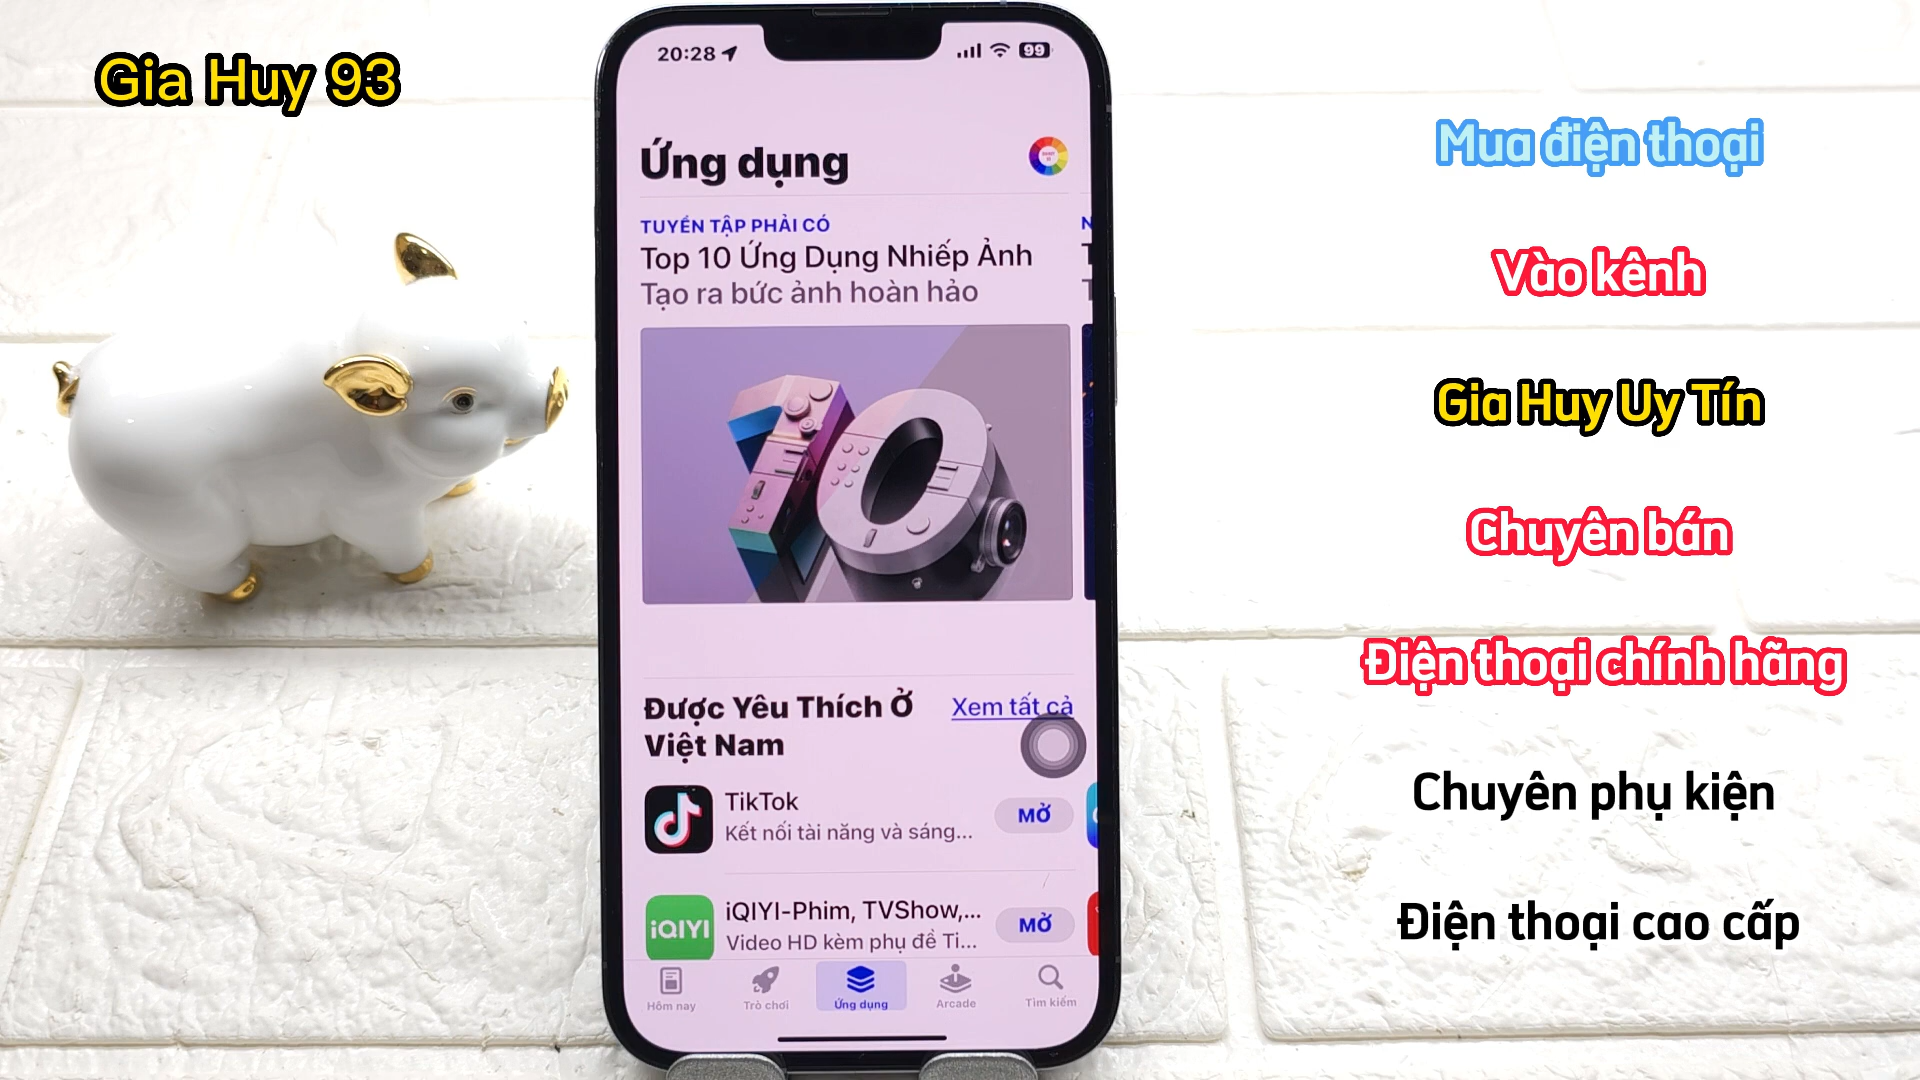 Gia Huy 93
20:28
99
Ứng dụng
TUYỂN TẬP PHẢI CÓ
Top 10 Ứng Dụng Nhiếp Ảnh
Tạo ra bức ảnh hoàn hảo
10
Được Yêu Thích Ở
Việt Nam
Xem tất cả
TikTok
Kết nối tài năng và sáng...
MỞ
iQIYI
iQIYI-Phim, TVShow,...
Video HD kèm phụ đề Ti...
MỞ
Hôm nay
Trò chơi
Ứng dụng
Arcade
Tìm kiếm
Mua điện thoại
Vào kênh
Gia Huy Uy Tín
Chuyên bán
Điện thoại chính hãng
Chuyên phụ kiện
Điện thoại cao cấp